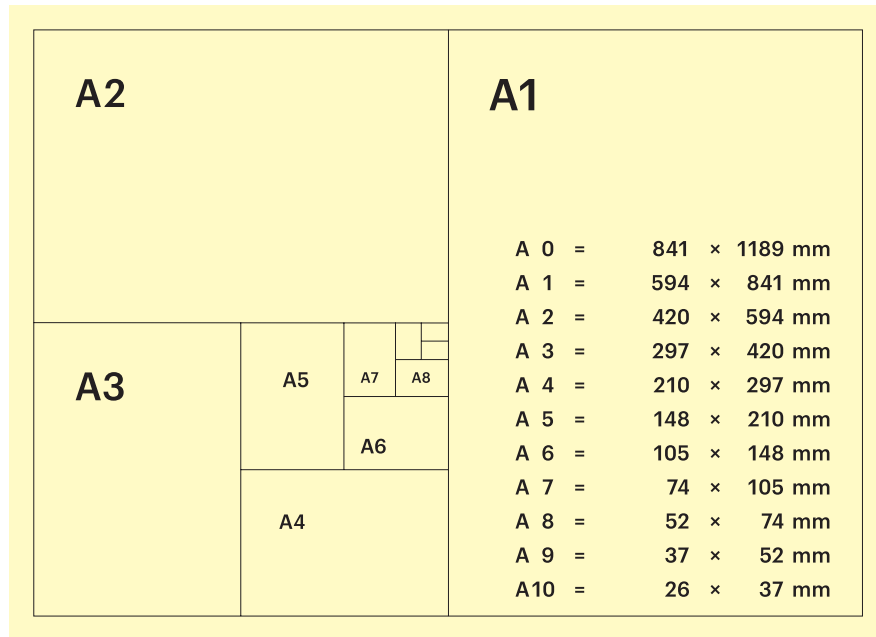 A2
A1
A 0 = 841 × 1189 mm
A 1 = 594 × 841 mm
A 2 = 420 × 594 mm
A 3 = 297 × 420 mm
A 4 = 210 × 297 mm
A 5 = 148 × 210 mm
A 6 = 105 × 148 mm
A 7 = 74 × 105 mm
A 8 = 52 × 74 mm
A 9 = 37 × 52 mm
A10 = 26 × 37 mm
A3
A5
A7
A8
A6
A4